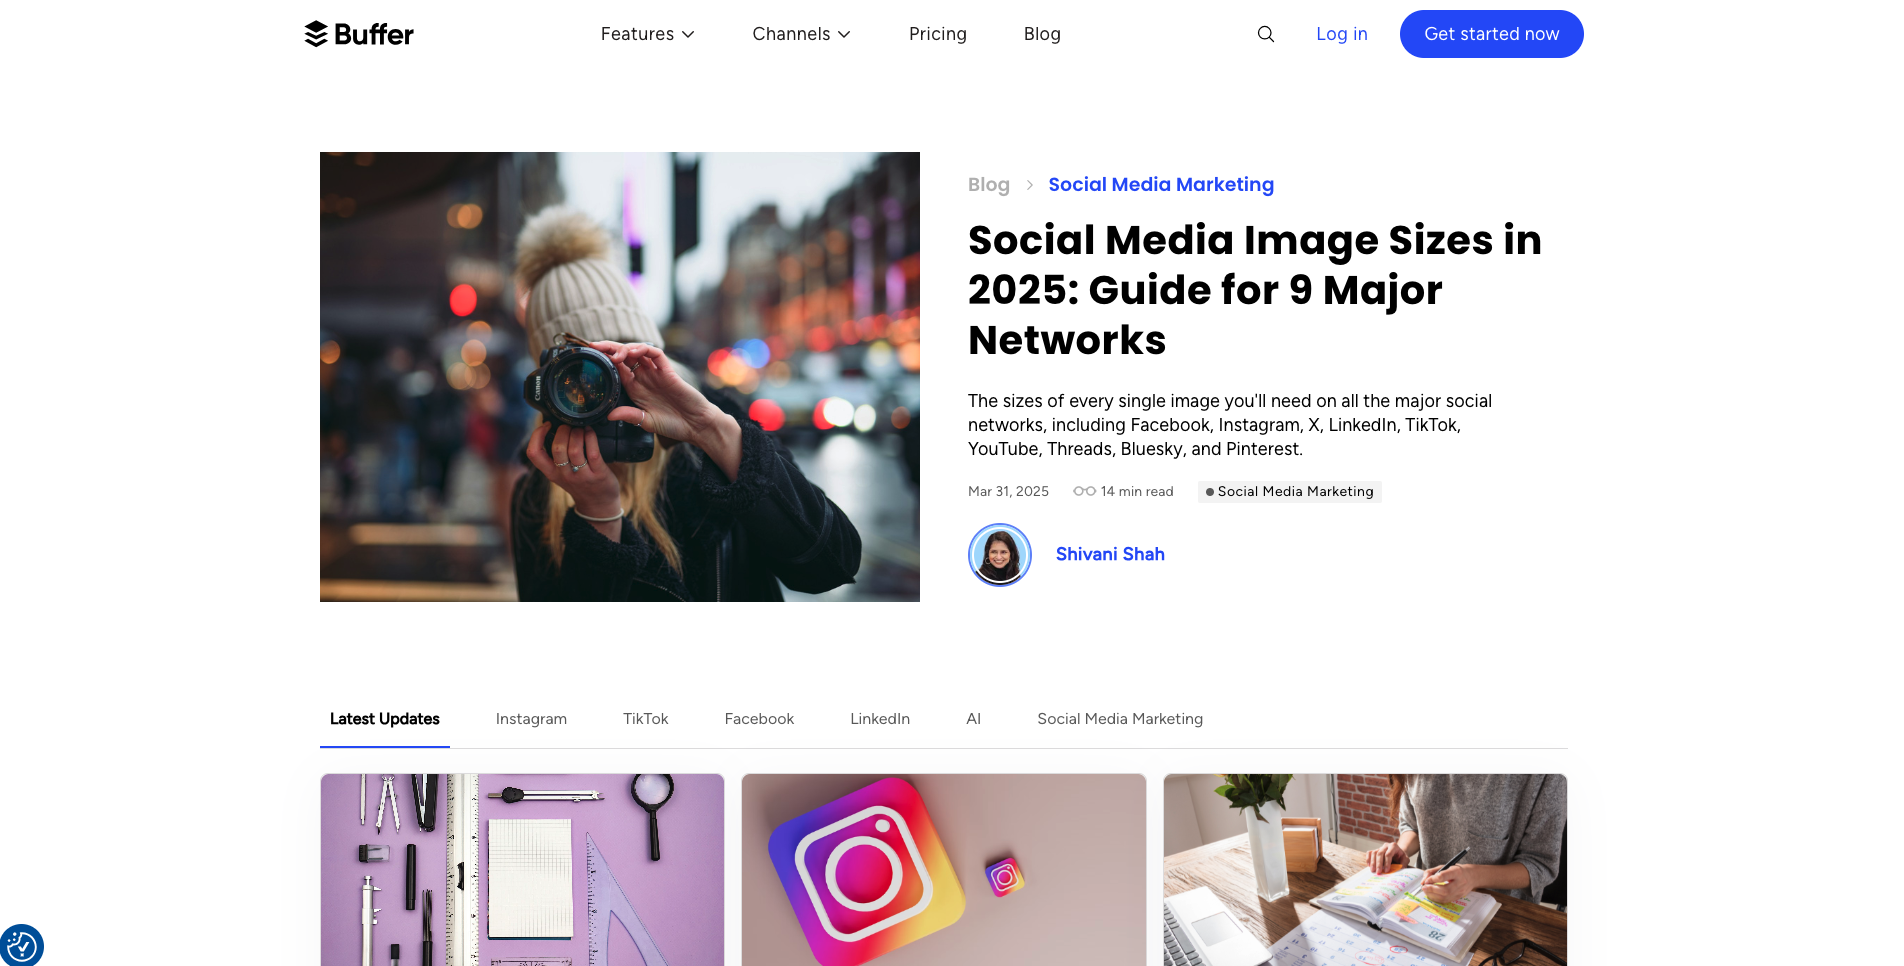 Buffer
Features
Channels
Pricing
Blog
Log in
Get started now
Blog
Social Media Marketing
Social Media Image Sizes in
2025: Guide for 9 Major
Networks
The sizes of every single image you'll need on all the major social
networks, including Facebook, Instagram, X, LinkedIn, TikTok,
YouTube, Threads, Bluesky, and Pinterest.
Mar 31, 2025
14 min read
Social Media Marketing
Shivani Shah
Canon
Latest Updates
Instagram
TikTok
Facebook
LinkedIn
AI
Social Media Marketing
28